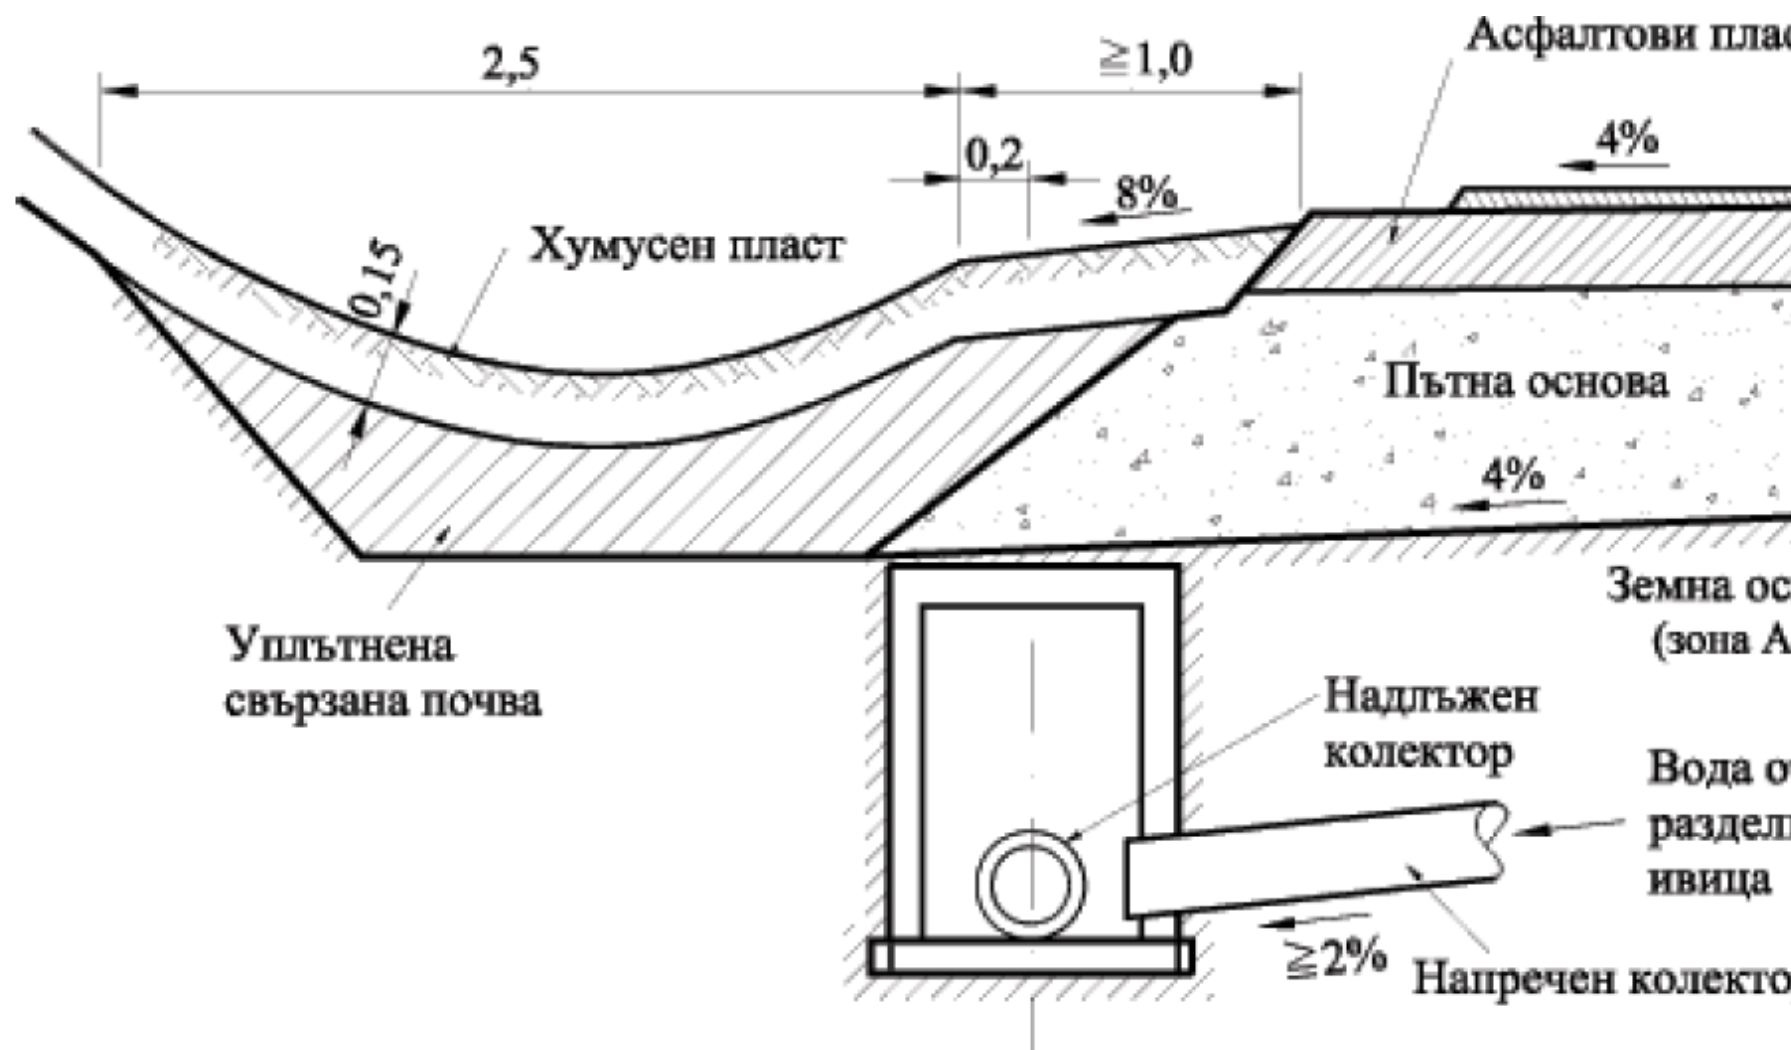 Асфалтови плас
2,5
≧1,0
4%
0,2
8%
Хумусен пласт
0,15
Пътна основа
4%
Земна ос
(зона А
Уплътнена
свързана почва
Надлъжен
колектор
Вода о
раздел
ивица
≧2%
Напречен колекто